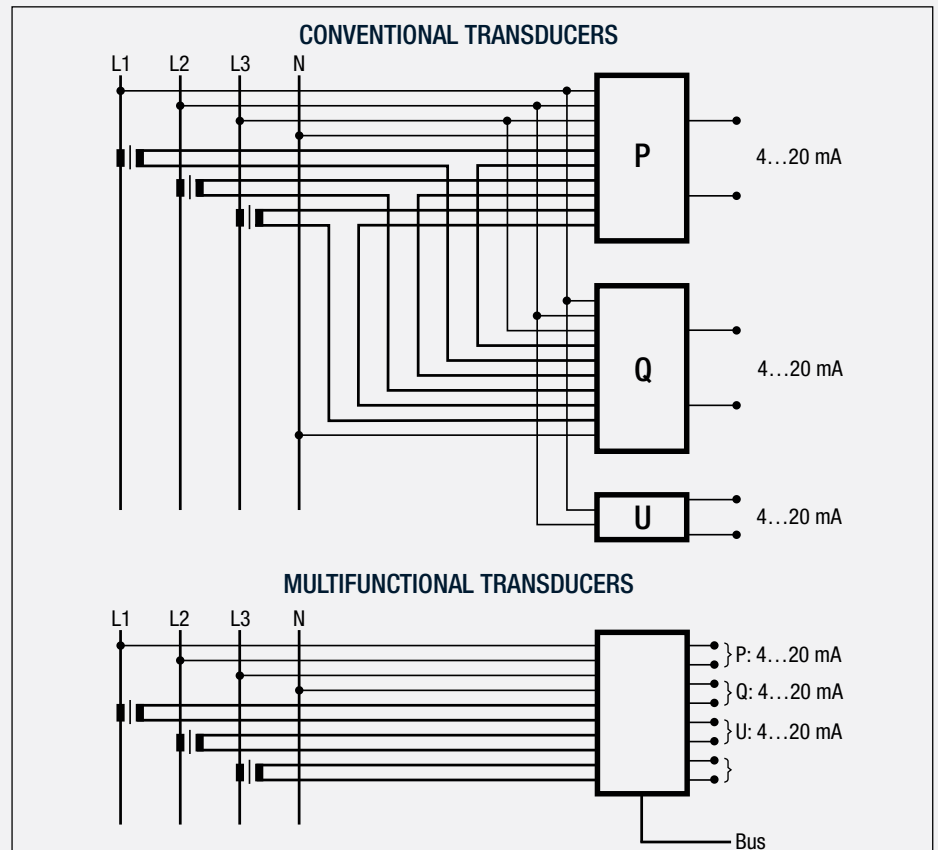 CONVENTIONAL TRANSDUCERS
L1 L2 L3 N
P
4…20 mA
Q
4…20 mA
U
4…20 mA
MULTIFUNCTIONAL TRANSDUCERS
L1 L2 L3 N
P: 4…20 mA
Q: 4…20 mA
U: 4…20 mA
Bus